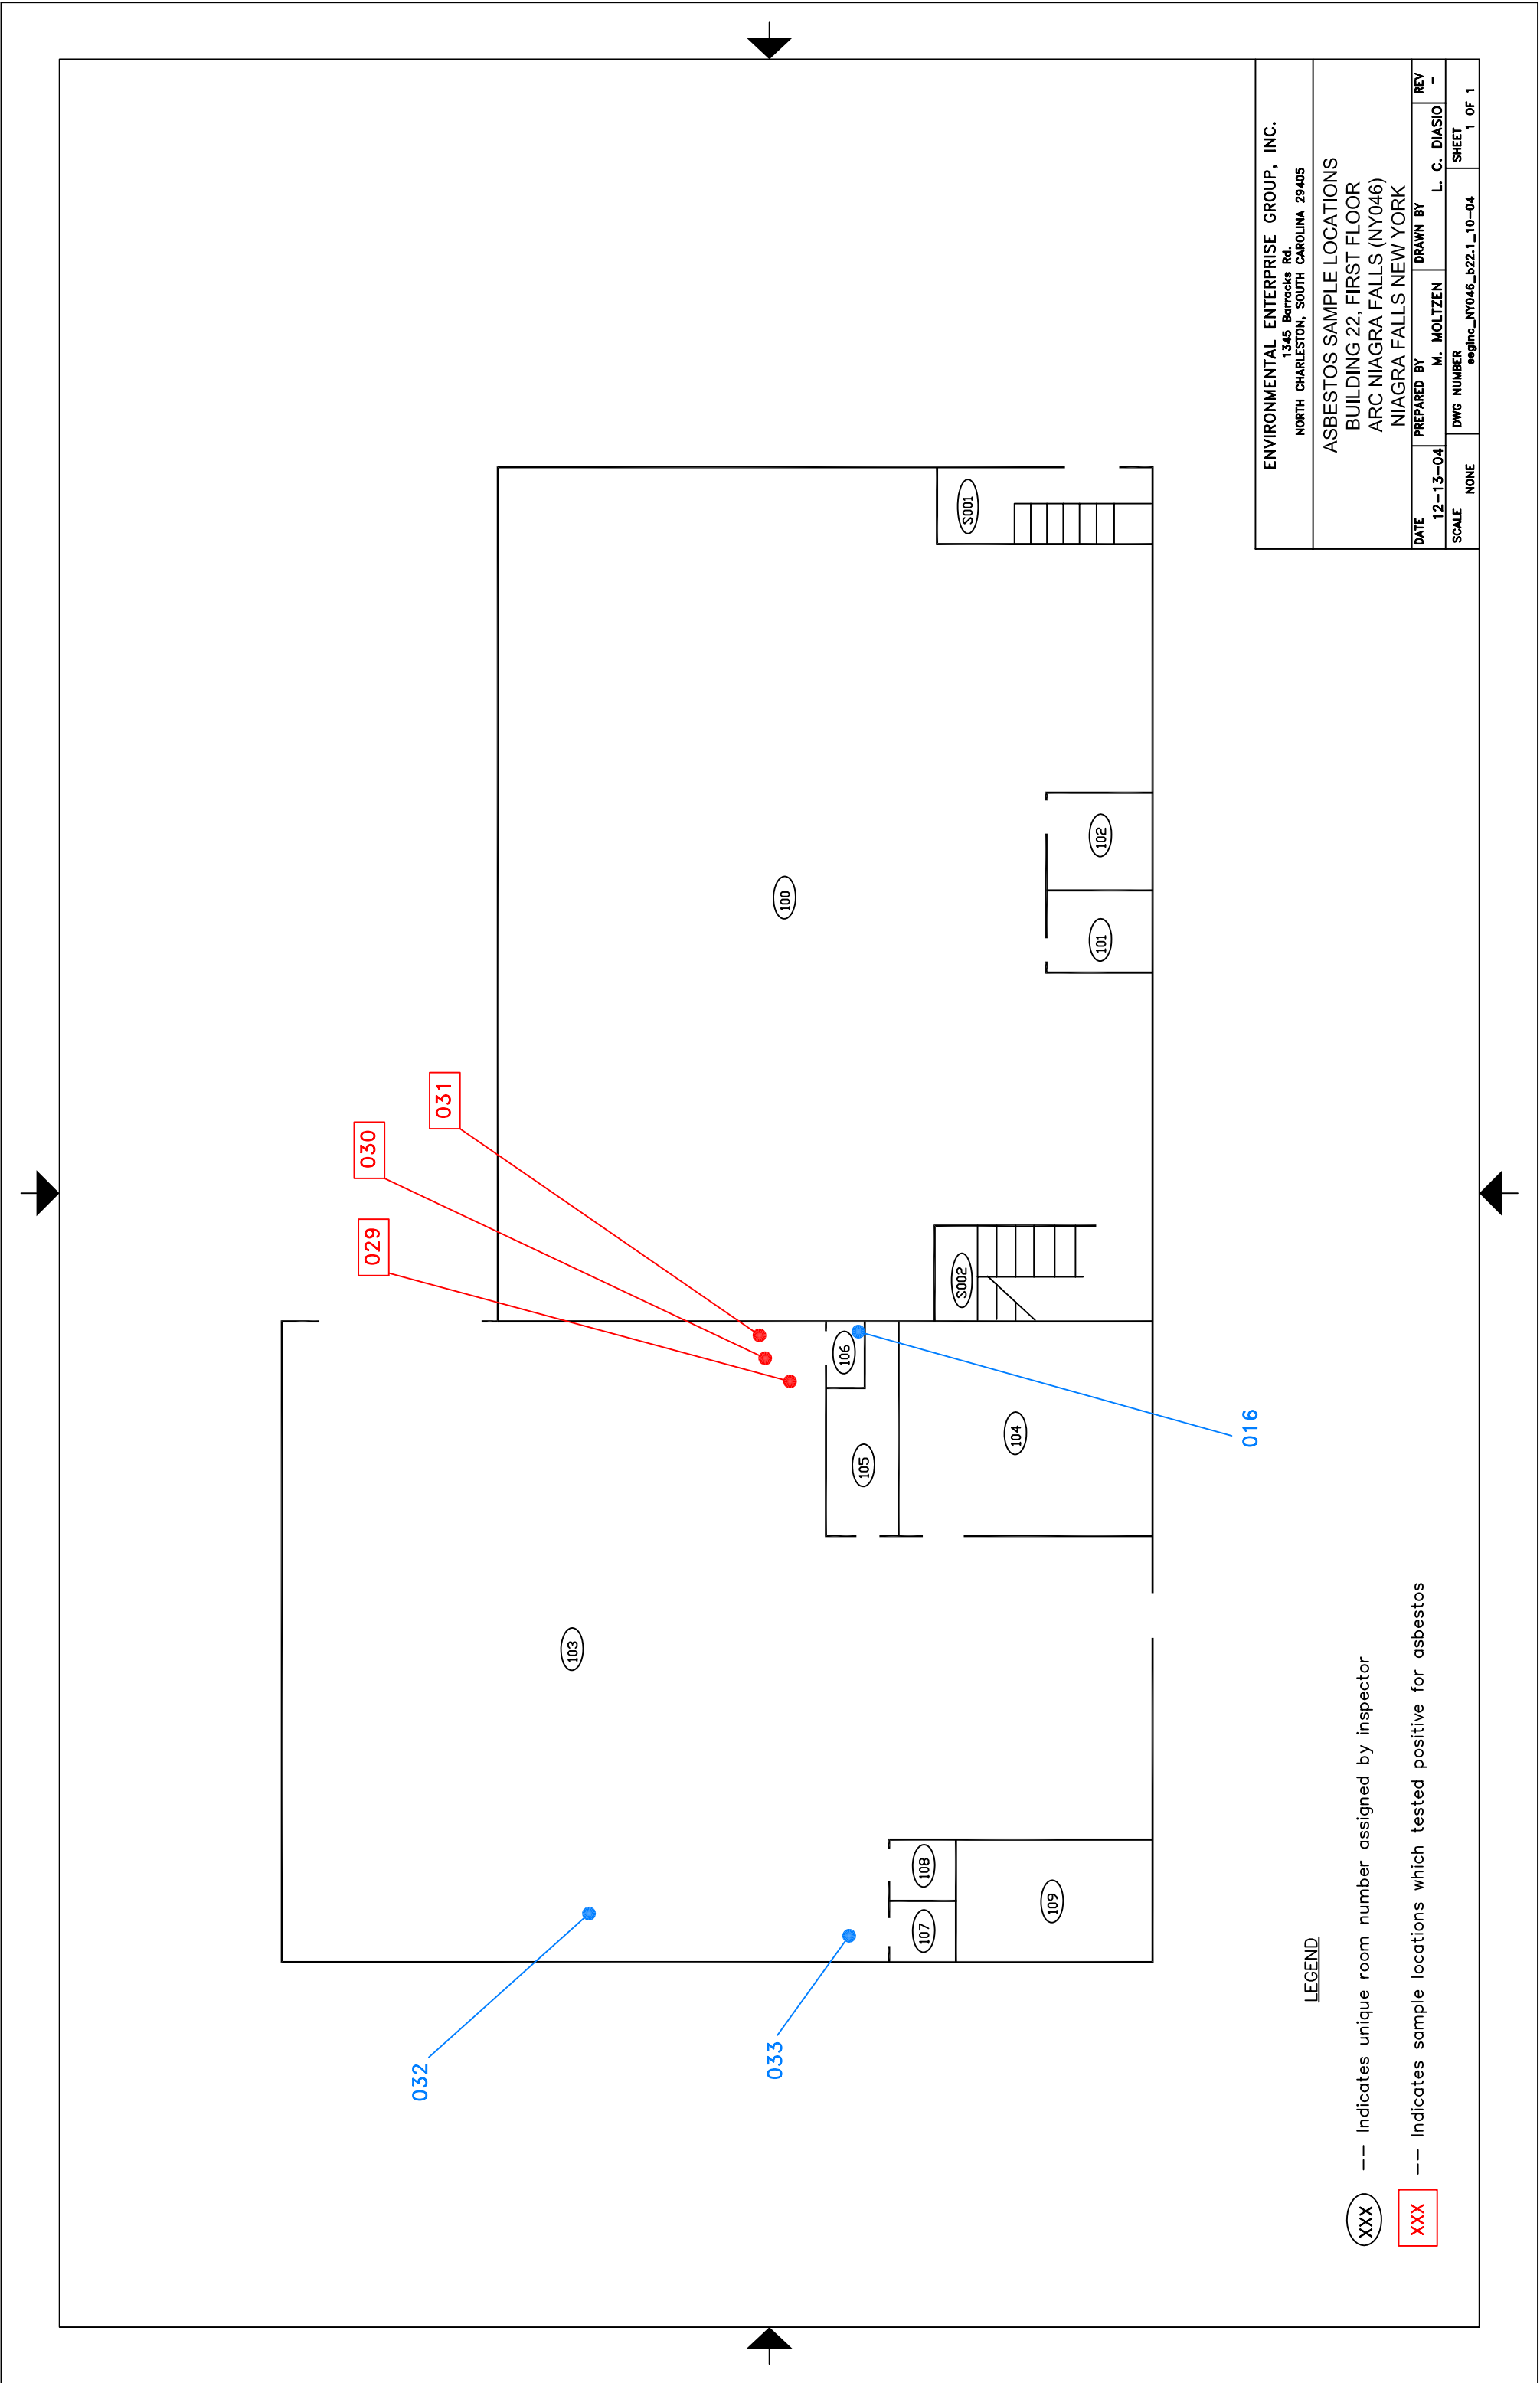 032
033
029
030
031
103
107
108
109
105
106
104
016
S002
100
101
102
S001
LEGEND
XXX -- Indicates unique room number assigned by inspector
XXX -- Indicates sample locations which tested positive for asbestos
ENVIRONMENTAL ENTERPRISE GROUP, INC.
1345 Barracks Rd.
NORTH CHARLESTON, SOUTH CAROLINA 29405
ASBESTOS SAMPLE LOCATIONS
BUILDING 22, FIRST FLOOR
ARC NIAGRA FALLS (NY046)
NIAGRA FALLS NEW YORK
DATE PREPARED BY DRAWN BY REV
12-13-04 M. MOLTZEN L. C. DIASIO -
SCALE DWG NUMBER SHEET
NONE eeginc_NY046_b22.1_10-04 1 OF 1